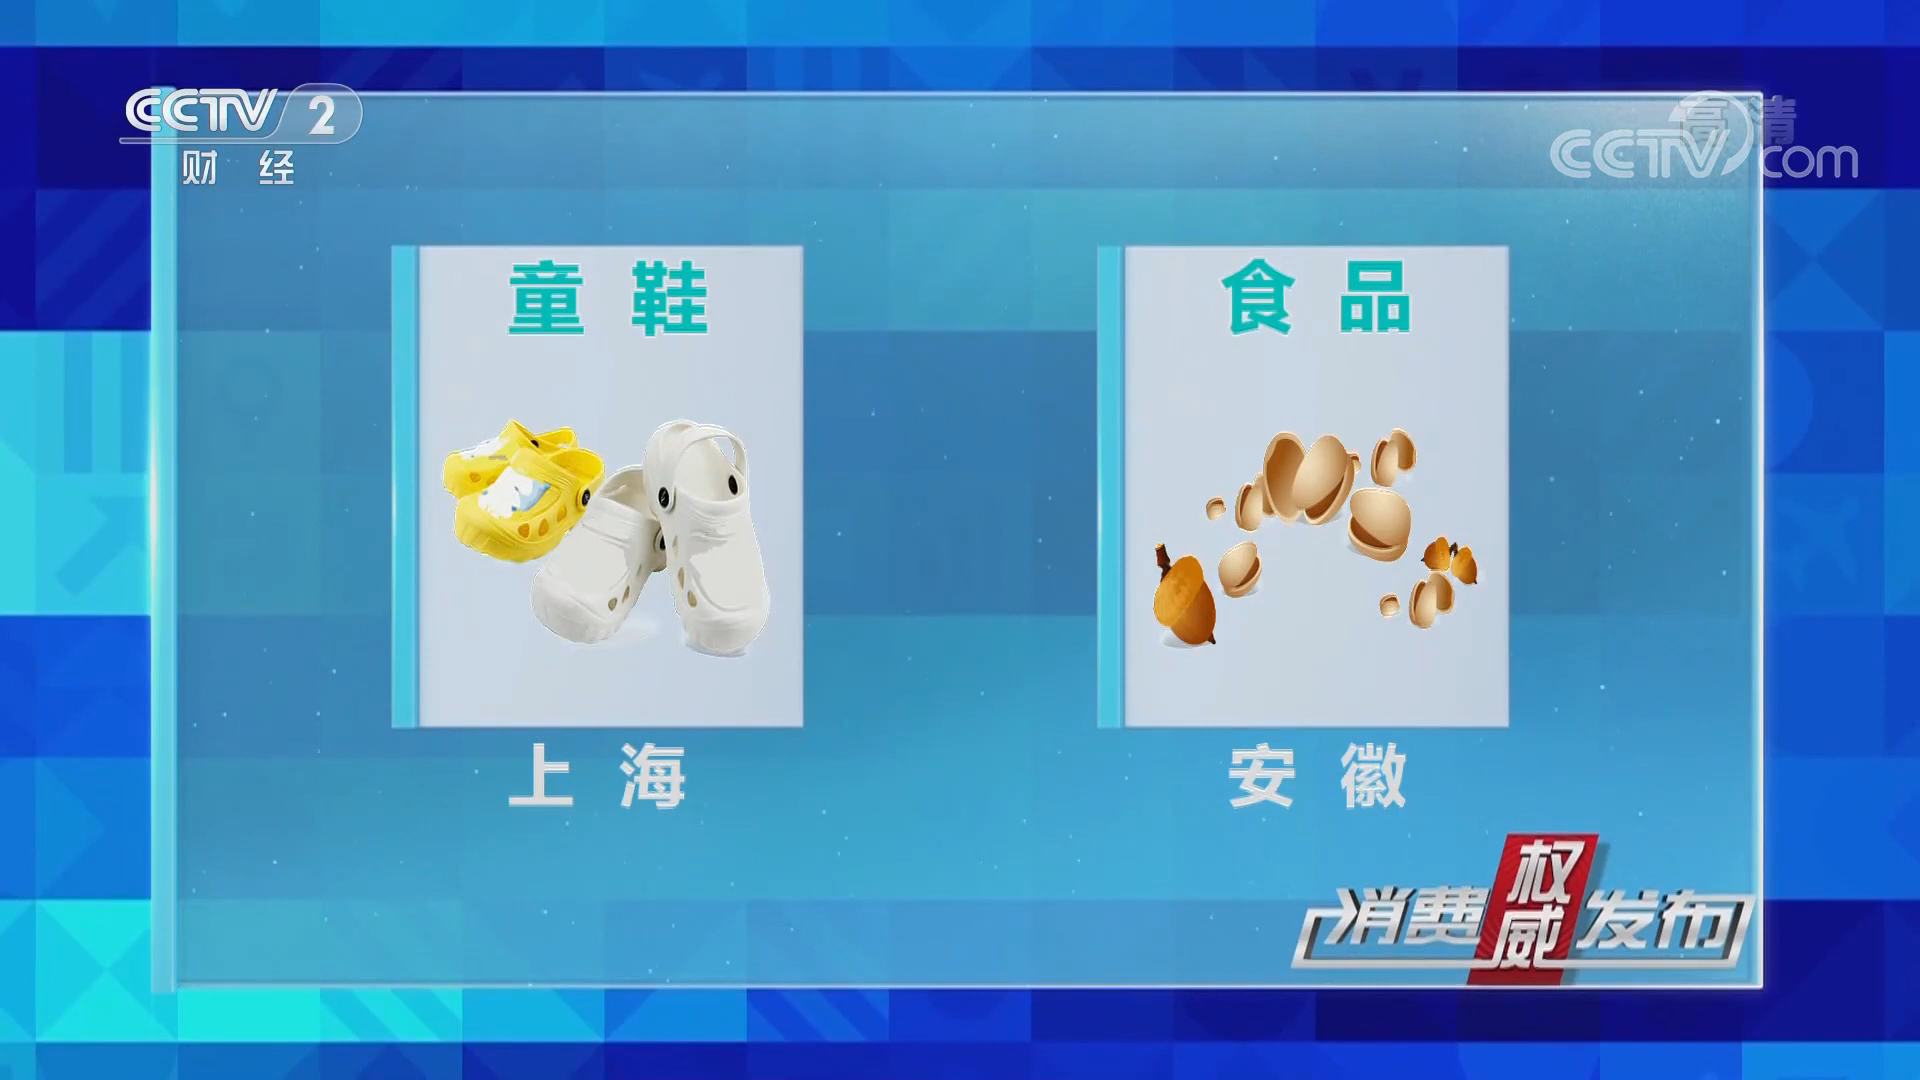 CCTV 2
财 经
高清
CCTV.com
童 鞋
食 品
上 海
安 徽
消费权威发布